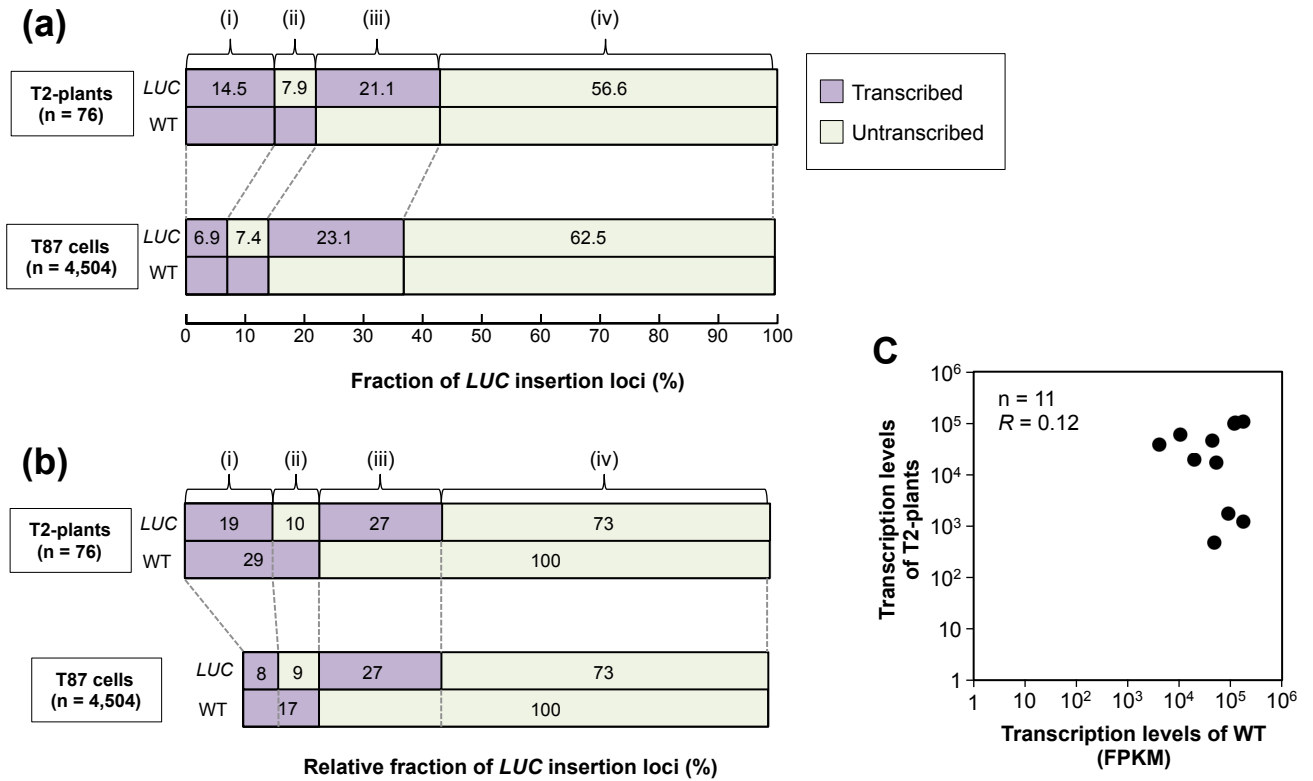 (a)
(i) (ii) (iii) (iv)
T2-plants
(n = 76)
LUC 14.5 7.9 21.1 56.6
WT
Transcribed
Untranscribed
T87 cells
(n = 4,504)
LUC 6.9 7.4 23.1 62.5
WT
0 10 20 30 40 50 60 70 80 90 100
Fraction of LUC insertion loci (%)
(b)
(i) (ii) (iii) (iv)
T2-plants
(n = 76)
LUC 19 10 27 73
WT 29 100
T87 cells
(n = 4,504)
LUC 8 9 27 73
WT 17 100
Relative fraction of LUC insertion loci (%)
C
Transcription levels
of T2-plants
10⁶
10⁵
10⁴
10³
10²
10
1
n = 11
R = 0.12
1 10 10² 10³ 10⁴ 10⁵ 10⁶
Transcription levels of WT
(FPKM)